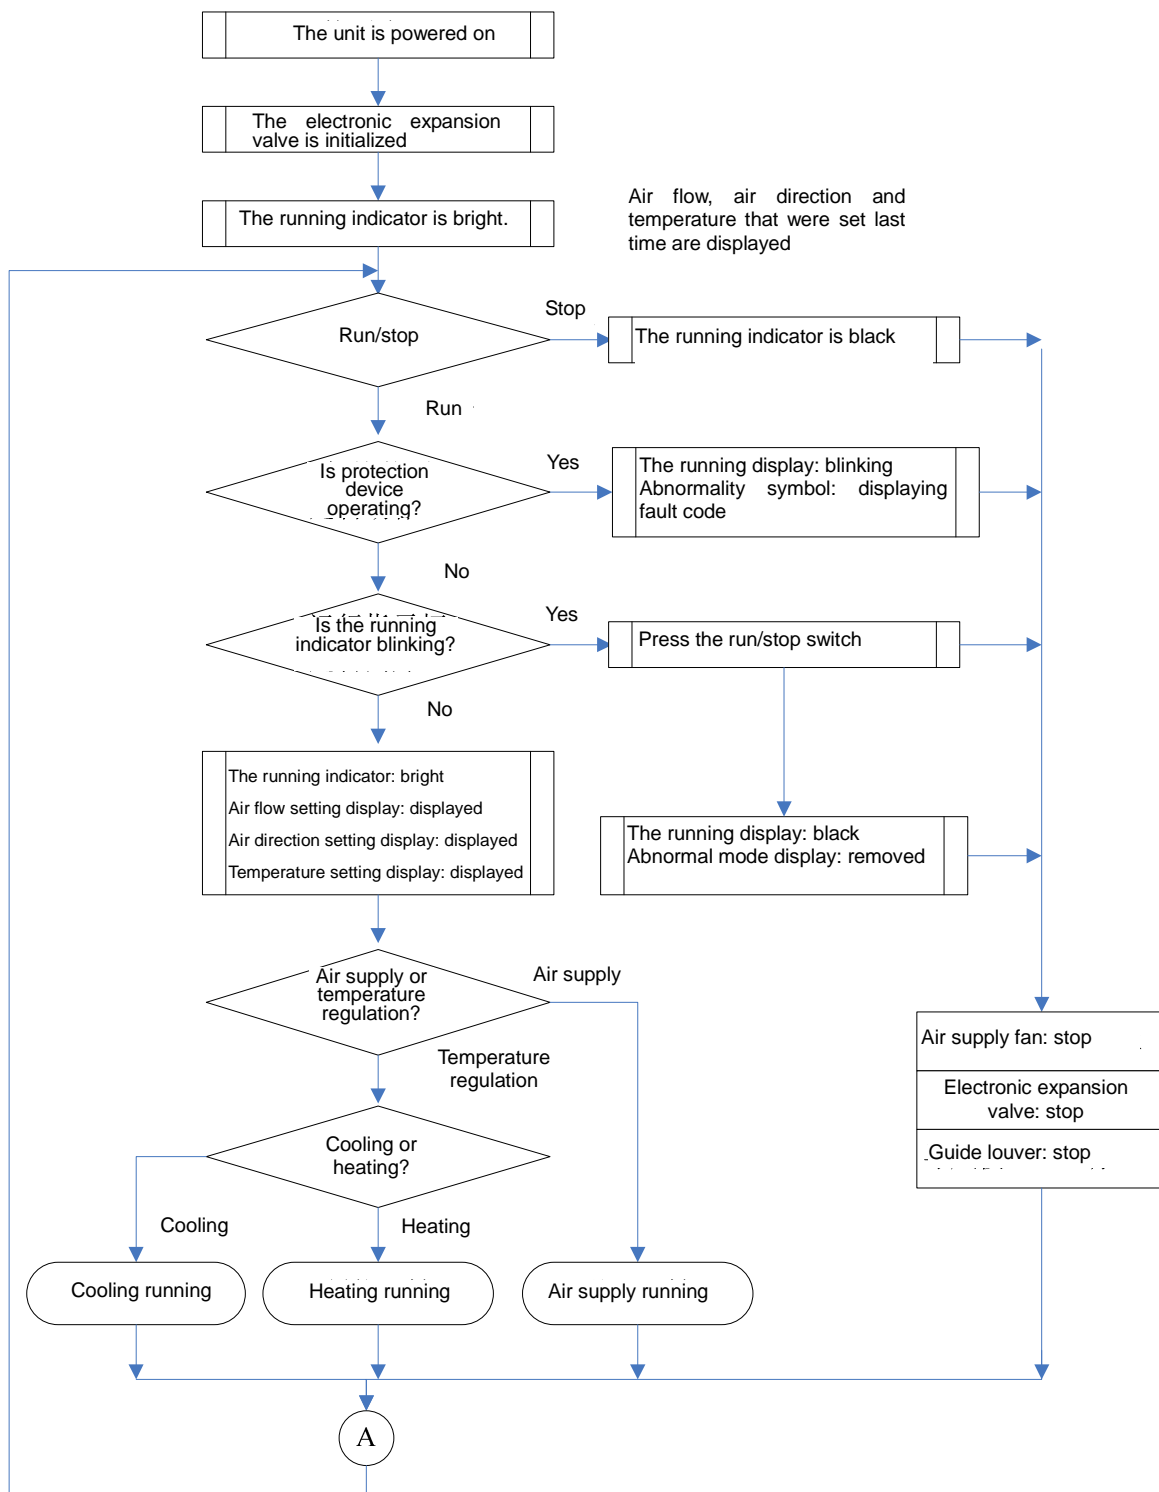 The unit is powered on
The electronic expansion
valve is initialized
The running indicator is bright.
Air flow, air direction and
temperature that were set last
time are displayed
Run/stop
Stop
The running indicator is black
Run
Is protection
device
operating?
Yes
The running display: blinking
Abnormality symbol: displaying
fault code
No
Is the running
indicator blinking?
Yes
Press the run/stop switch
No
The running indicator: bright
Air flow setting display: displayed
Air direction setting display: displayed
Temperature setting display: displayed
The running display: black
Abnormal mode display: removed
Air supply or
temperature
regulation?
Air supply
Temperature
regulation
Air supply fan: stop
Electronic expansion
valve: stop
Guide louver: stop
Cooling or
heating?
Cooling
Heating
Cooling running
Heating running
Air supply running
A